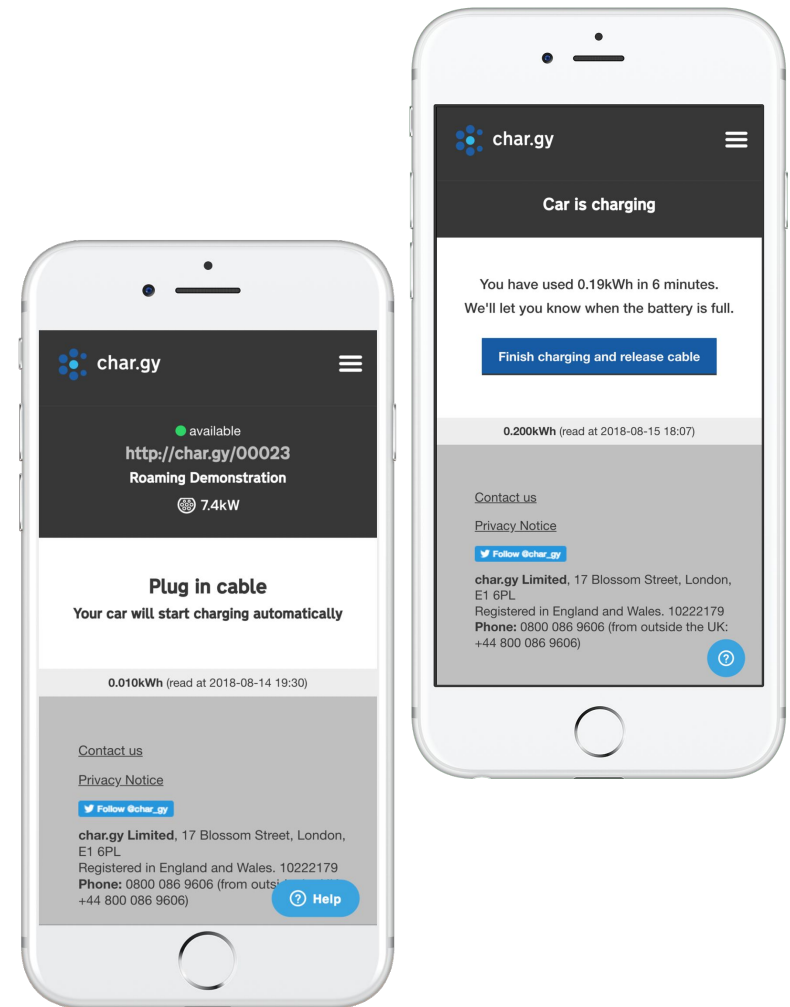 char.gy
available
http://char.gy/00023
Roaming Demonstration
7.4kW
Plug in cable
Your car will start charging automatically
0.010kWh (read at 2018-08-14 19:30)
Contact us
Privacy Notice
Follow @char_gy
char.gy Limited, 17 Blossom Street, London,
E1 6PL
Registered in England and Wales. 10222179
Phone: 0800 086 9606 (from outsi
+44 800 086 9606)
Help
char.gy
Car is charging
You have used 0.19kWh in 6 minutes.
We'll let you know when the battery is full.
Finish charging and release cable
0.200kWh (read at 2018-08-15 18:07)
Contact us
Privacy Notice
Follow @char_gy
char.gy Limited, 17 Blossom Street, London,
E1 6PL
Registered in England and Wales. 10222179
Phone: 0800 086 9606 (from outside the UK:
+44 800 086 9606)